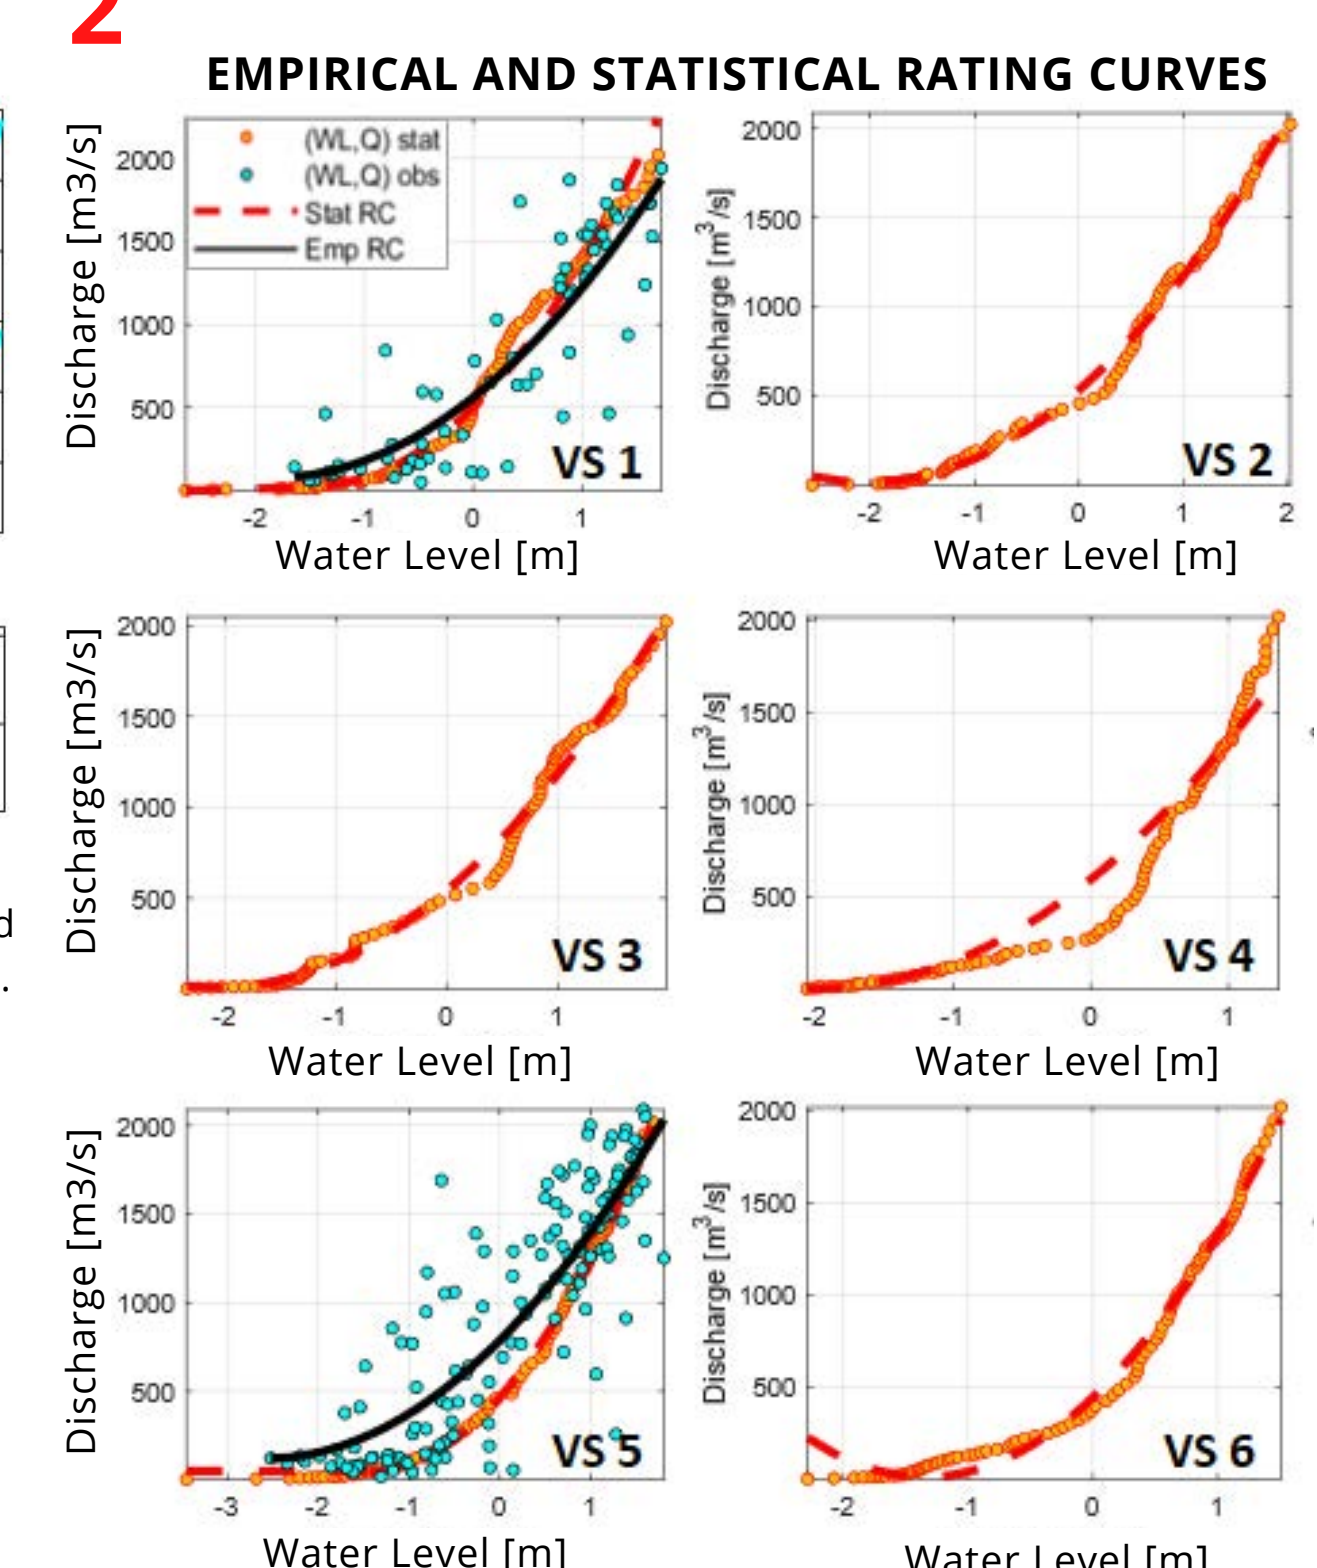 2
EMPIRICAL AND STATISTICAL RATING CURVES
Discharge [m3/s]
2000
1500
1000
500
(WL,Q) stat
(WL,Q) obs
Stat RC
Emp RC
VS 1
-2 -1 0 1
Water Level [m]
Discharge [m³/s]
2000
1500
1000
500
VS 2
-2 -1 0 1 2
Water Level [m]
Discharge [m3/s]
2000
1500
1000
500
VS 3
-2 -1 0 1
Water Level [m]
Discharge [m³/s]
2000
1500
1000
500
VS 4
-2 -1 0 1
Water Level [m]
d
.
Discharge [m3/s]
2000
1500
1000
500
VS 5
-3 -2 -1 0 1
Water Level [m]
Discharge [m³/s]
2000
1500
1000
500
VS 6
-2 -1 0 1
Water Level [m]